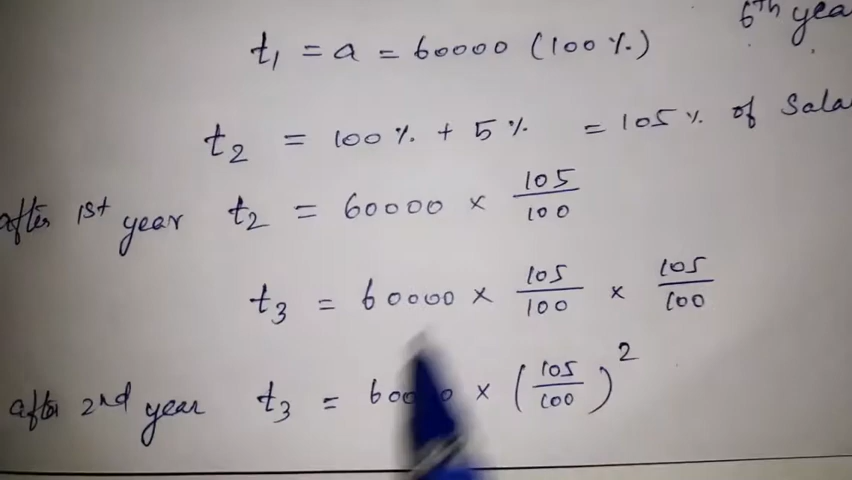 6th yea
t1 = a = 60000 (100%)
t2 = 100% + 5% = 105% of Sala
after 1st year t2 = 60000 × 105/100
t3 = 60000 × 105/100 × 105/100
after 2nd year t3 = 60000 × (105/100)²